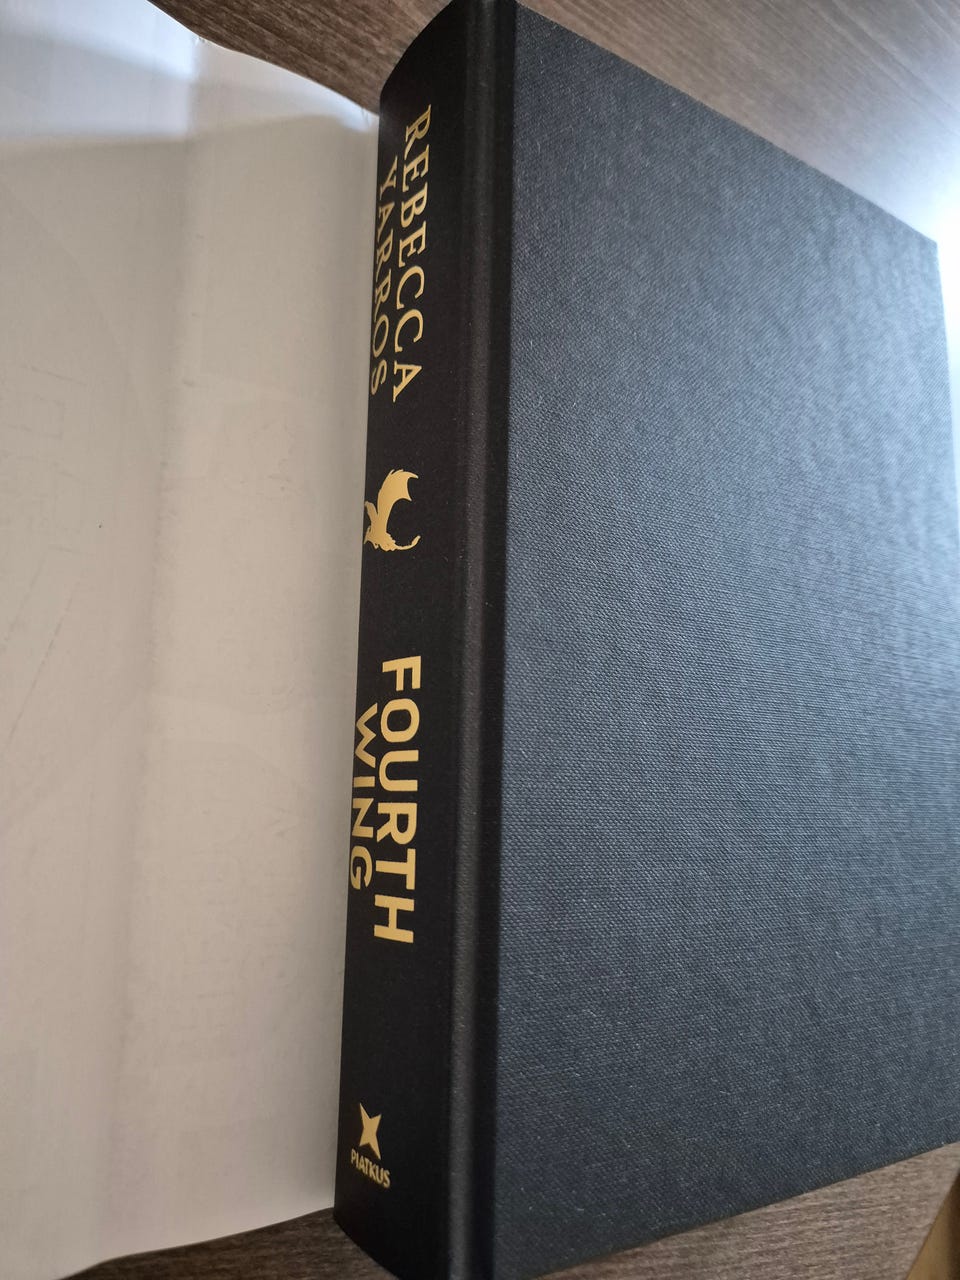 REBECCA
YARROS
FOURTH
WING
PIATKUS